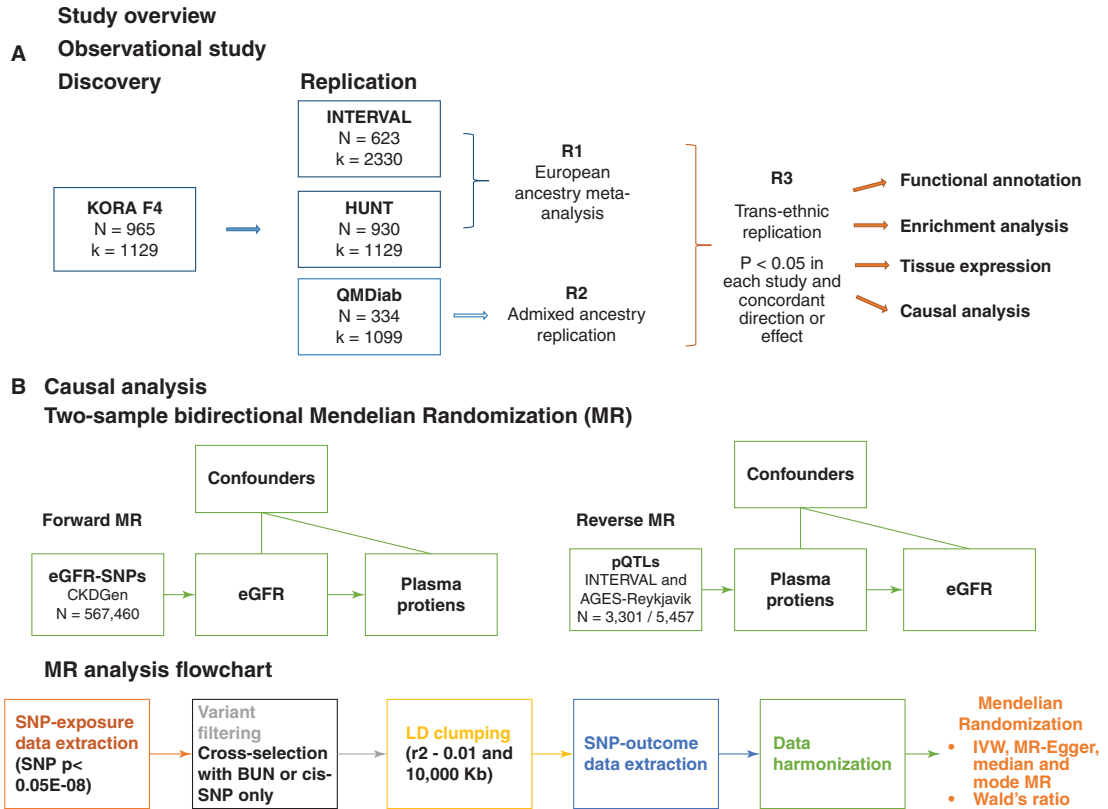 Study overview
A Observational study
Discovery
Replication
KORA F4
N = 965
k = 1129
INTERVAL
N = 623
k = 2330
HUNT
N = 930
k = 1129
QMDiab
N = 334
k = 1099
R1
European
ancestry meta-
analysis
R2
Admixed ancestry
replication
R3
Trans-ethnic
replication
P < 0.05 in
each study and
concordant
direction or
effect
Functional annotation
Enrichment analysis
Tissue expression
Causal analysis
B Causal analysis
Two-sample bidirectional Mendelian Randomization (MR)
Forward MR
Confounders
eGFR-SNPs
CKDGen
N = 567,460
eGFR
Plasma
protiens
Reverse MR
Confounders
pQTLs
INTERVAL and
AGES-Reykjavik
N = 3,301 / 5,457
Plasma
protiens
eGFR
MR analysis flowchart
SNP-exposure
data extraction
(SNP p<
0.05E-08)
Variant
filtering
Cross-selection
with BUN or cis-
SNP only
LD clumping
(r2 - 0.01 and
10,000 Kb)
SNP-outcome
data extraction
Data
harmonization
Mendelian
Randomization
• IVW, MR-Egger,
median and
mode MR
• Wald's ratio